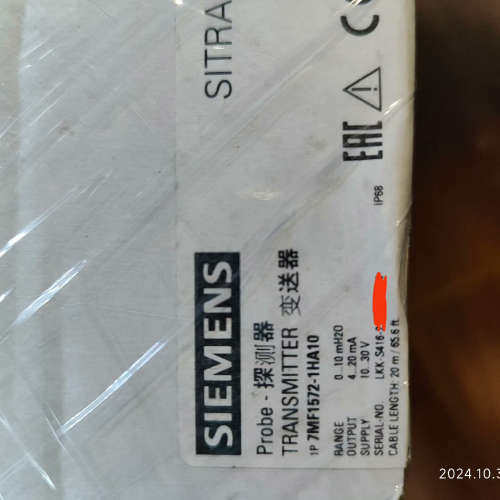 SITRA
SIEMENS
Probe - 探测器
TRANSMITTER 变送器
1P 7MF1572-1HA10
RANGE 0...10 mH2O
OUTPUT 4...20 mA
SUPPLY 10...30 V
SERIAL-NO. LKK-S416-
CABLE LENGTH: 20 m / 65.6 ft
IP68
EAC
CE
2024.10.3